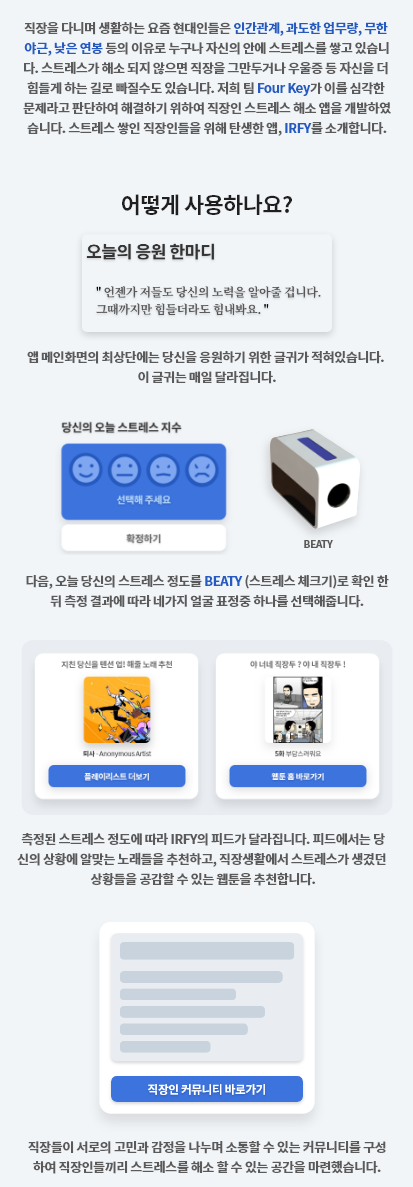 직장을 다니며 생활하는 요즘 현대인들은 인간관계, 과도한 업무량, 무한
야근, 낮은 연봉 등의 이유로 누구나 자신의 안에 스트레스를 쌓고 있습니
다. 스트레스가 해소 되지 않으면 직장을 그만두거나 우울증 등 자신을 더
힘들게 하는 길로 빠질수도 있습니다. 저희 팀 Four Key가 이를 심각한
문제라고 판단하여 해결하기 위하여 직장인 스트레스 해소 앱을 개발하였
습니다. 스트레스 쌓인 직장인들을 위해 탄생한 앱, IRFY를 소개합니다.
어떻게 사용하나요?
오늘의 응원 한마디
" 언젠가 저들도 당신의 노력을 알아줄 겁니다.
그때까지만 힘들더라도 힘내봐요. "
앱 메인화면의 최상단에는 당신을 응원하기 위한 글귀가 적혀있습니다.
이 글귀는 매일 달라집니다.
당신의 오늘 스트레스 지수
선택해 주세요
확정하기
BEATY
다음, 오늘 당신의 스트레스 정도를 BEATY (스트레스 체크기)로 확인 한
뒤 측정 결과에 따라 네가지 얼굴 표정중 하나를 선택해줍니다.
지친 당신을 텐션 업! 해줄 노래 추천
퇴사 · Anonymous Artist
플레이리스트 더보기
야 너네 직장두 ? 야 내 직장두 !
5화 부담스러워요
웹툰 홈 바로가기
측정된 스트레스 정도에 따라 IRFY의 피드가 달라집니다. 피드에서는 당
신의 상황에 알맞는 노래들을 추천하고, 직장생활에서 스트레스가 생겼던
상황들을 공감할 수 있는 웹툰을 추천합니다.
직장인 커뮤니티 바로가기
직장들이 서로의 고민과 감정을 나누며 소통할 수 있는 커뮤니티를 구성
하여 직장인들끼리 스트레스를 해소 할 수 있는 공간을 마련했습니다.